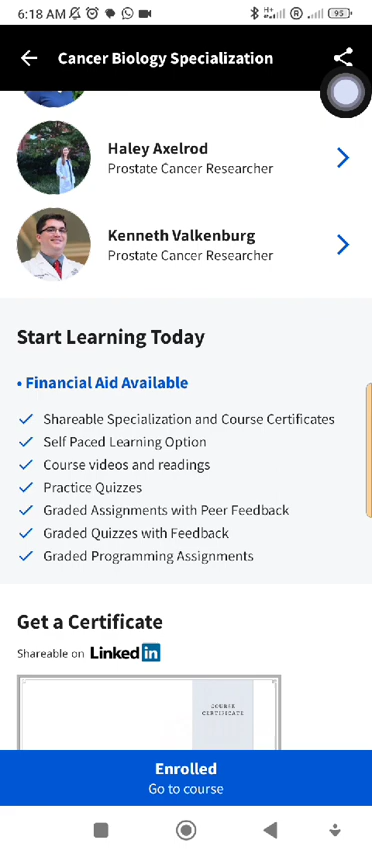 6:18 AM
95
Cancer Biology Specialization
Haley Axelrod
Prostate Cancer Researcher
Kenneth Valkenburg
Prostate Cancer Researcher
Start Learning Today
• Financial Aid Available
Shareable Specialization and Course Certificates
Self Paced Learning Option
Course videos and readings
Practice Quizzes
Graded Assignments with Peer Feedback
Graded Quizzes with Feedback
Graded Programming Assignments
Get a Certificate
Shareable on Linked in
COURSE
CERTIFICATE
Enrolled
Go to course